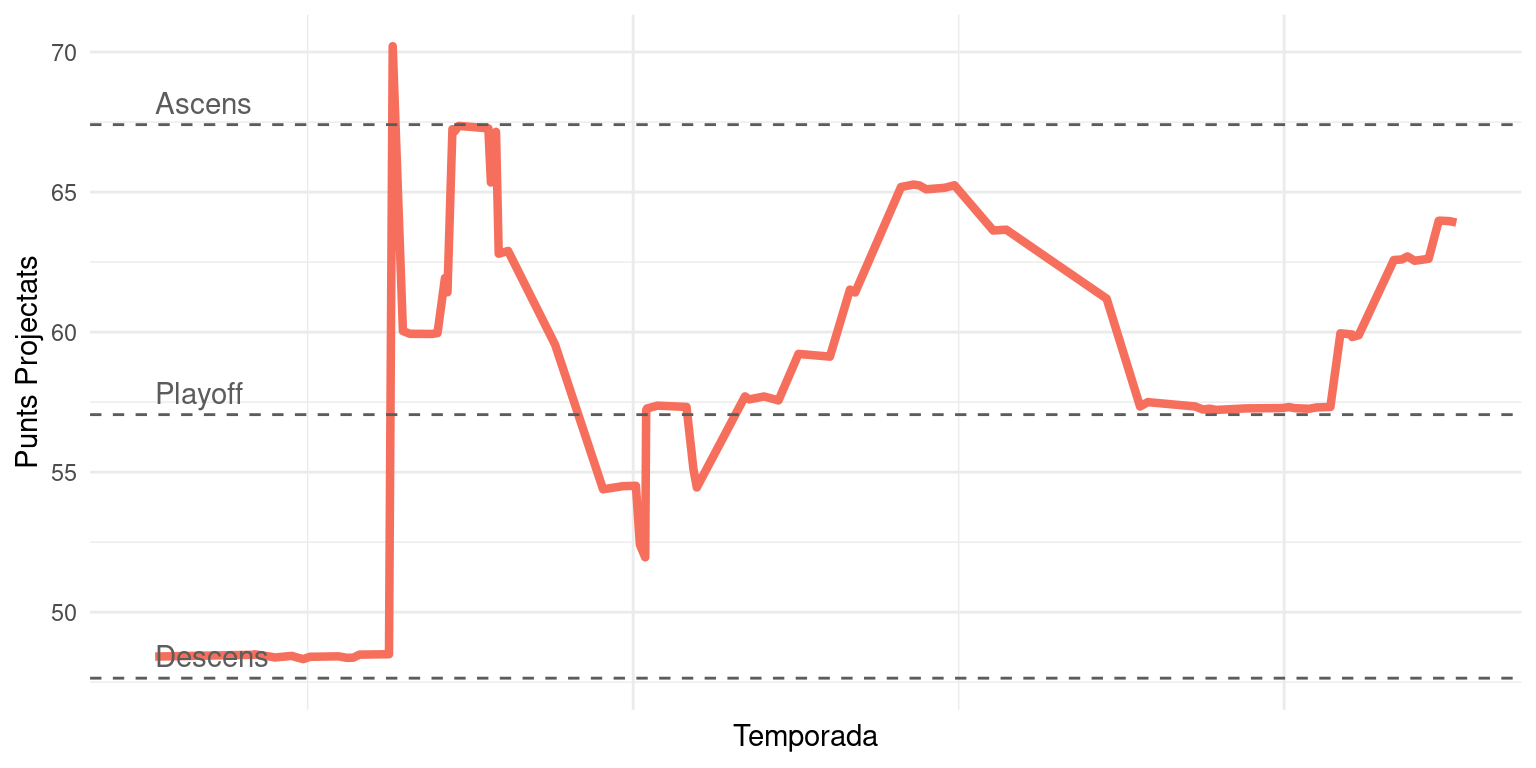 70
Ascens
65
60
Playoff
55
50
Descens
Punts Projectats
Temporada